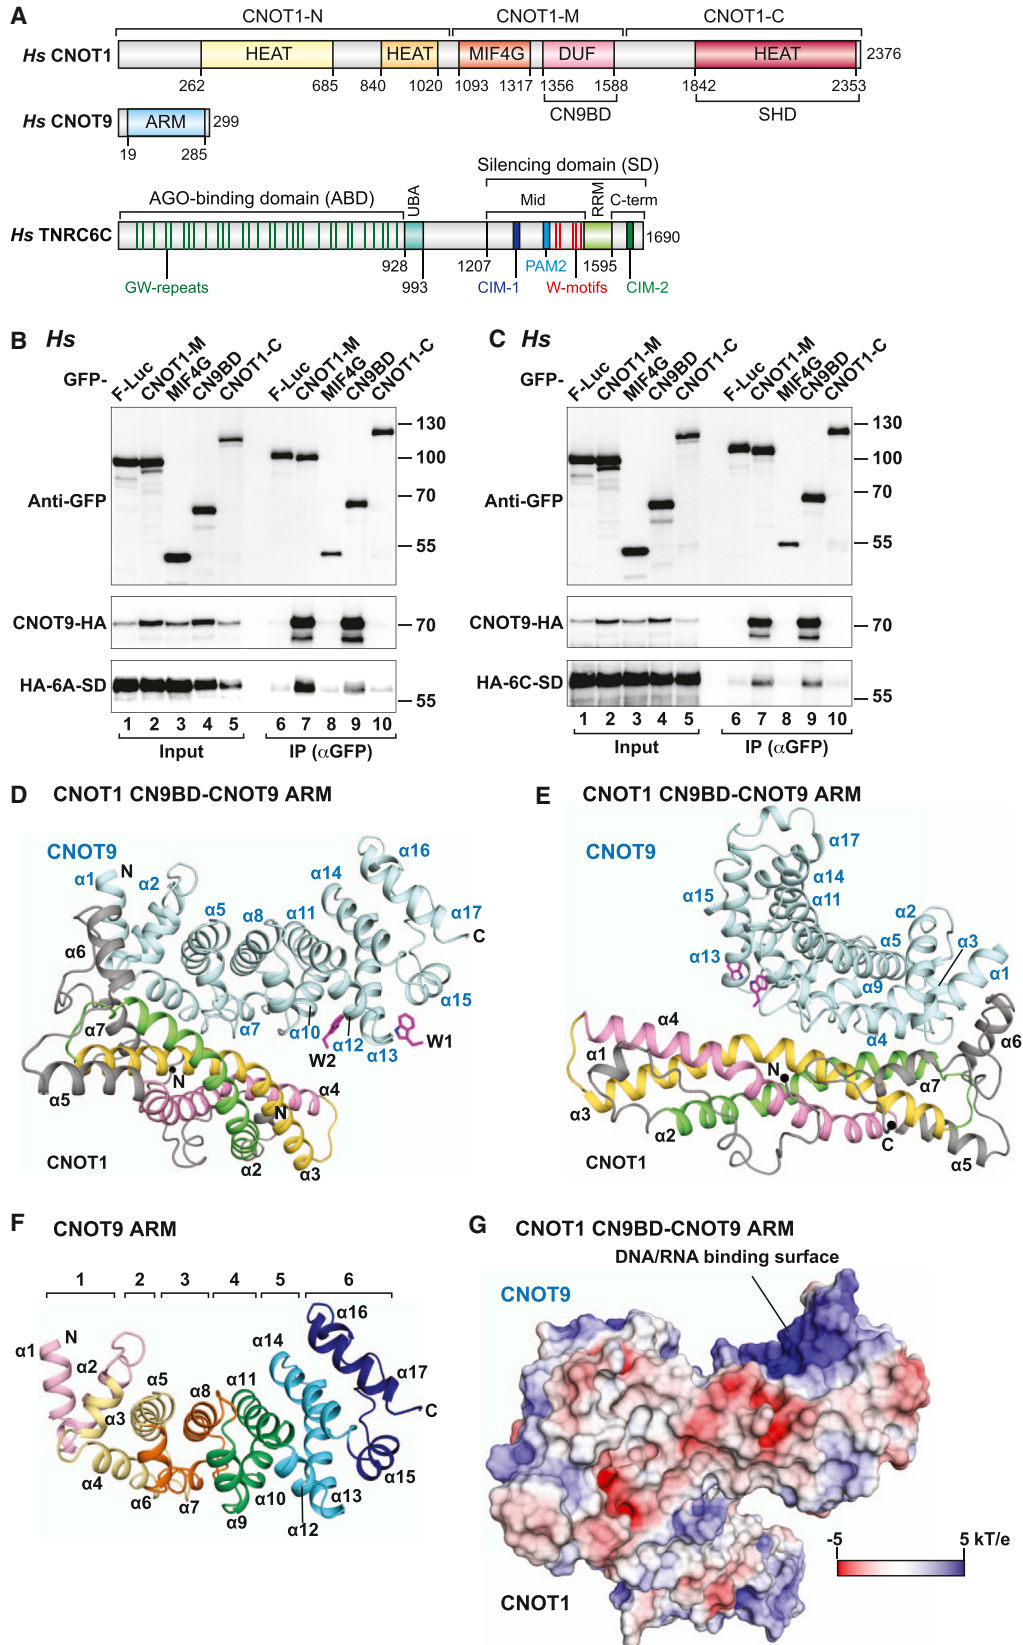 A
CNOT1-N CNOT1-M CNOT1-C
Hs CNOT1 HEAT HEAT MIF4G DUF HEAT 2376
262 685 840 1020 1093 1317 1356 1588 1842 2353
CN9BD SHD
Hs CNOT9 ARM 299
19 285
Silencing domain (SD)
AGO-binding domain (ABD) UBA Mid RRM C-term
Hs TNRC6C 1690
928 1207 PAM2 1595
GW-repeats 993 CIM-1 W-motifs CIM-2
B Hs
GFP- F-Luc CNOT1-M MIF4G CN9BD CNOT1-C F-Luc CNOT1-M MIF4G CN9BD CNOT1-C
130
100
Anti-GFP 70
55
CNOT9-HA 70
HA-6A-SD 55
1 2 3 4 5 6 7 8 9 10
Input IP (αGFP)
C Hs
GFP- F-Luc CNOT1-M MIF4G CN9BD CNOT1-C F-Luc CNOT1-M MIF4G CN9BD CNOT1-C
130
100
Anti-GFP 70
55
CNOT9-HA 70
HA-6C-SD 55
1 2 3 4 5 6 7 8 9 10
Input IP (αGFP)
D CNOT1 CN9BD-CNOT9 ARM
CNOT9
α1 N α2 α5 α8 α11 α14 α16
α17
C
α6
α15
α7 α7 α10 α12 α13
W2 W1
N
α5 α4
N
CNOT1 α2 α3
E CNOT1 CN9BD-CNOT9 ARM
CNOT9
α17
α14
α15 α11
α2
α5 α3
α13 α1
α9
α4 α4 α6
α1
N α7
α3
α2
C
CNOT1 α5
F CNOT9 ARM
1 2 3 4 5 6
α16
α1 N α14
α2 α5 α8 α11 α17
α3 C
α4 α15
α6 α7 α10 α13
α9 α12
G CNOT1 CN9BD-CNOT9 ARM
DNA/RNA binding surface
CNOT9
-5 5 kT/e
CNOT1